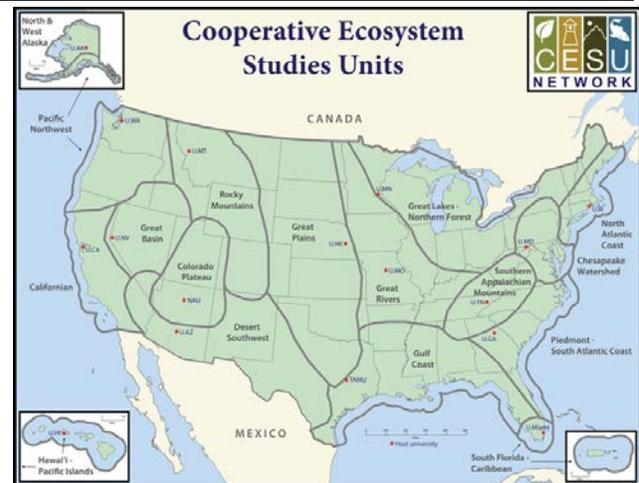 Cooperative Ecosystem
Studies Units
North &
West
Alaska
U.AK
CESU
NETWORK
CANADA
Pacific
Northwest
U.WA
U.MT
U.MN
Rocky
Mountains
Great Lakes -
Northern Forest
Great
Basin
U.NV
Great
Plains
U.NE
U.CA
Colorado
Plateau
NAU
U.MO
Great
Rivers
U.MD
North
Atlantic
Coast
Chesapeake
Watershed
Southern
Appalachian
Mountains
U.TN
Californian
U.AZ
Desert
Southwest
U.GA
Gulf
Coast
Piedmont -
South Atlantic Coast
TAMU
MEXICO
Host university
U.Miami
South Florida -
Caribbean
Hawai'i -
Pacific Islands